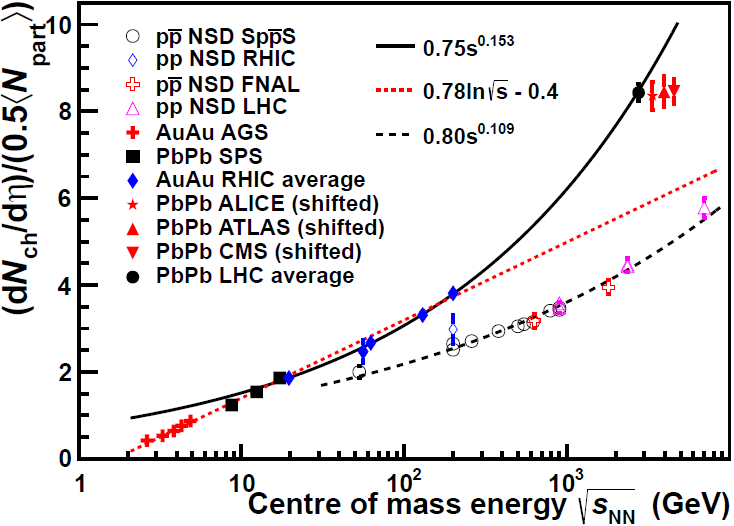 (dN_ch/dη)/(0.5⟨N_part⟩)
10
8
6
4
2
0
pp̅ NSD Spp̅S
pp NSD RHIC
pp̅ NSD FNAL
pp NSD LHC
AuAu AGS
PbPb SPS
AuAu RHIC average
PbPb ALICE (shifted)
PbPb ATLAS (shifted)
PbPb CMS (shifted)
PbPb LHC average
0.75s^0.153
0.78ln√s - 0.4
0.80s^0.109
1 10 10^2 10^3
Centre of mass energy √s_NN (GeV)